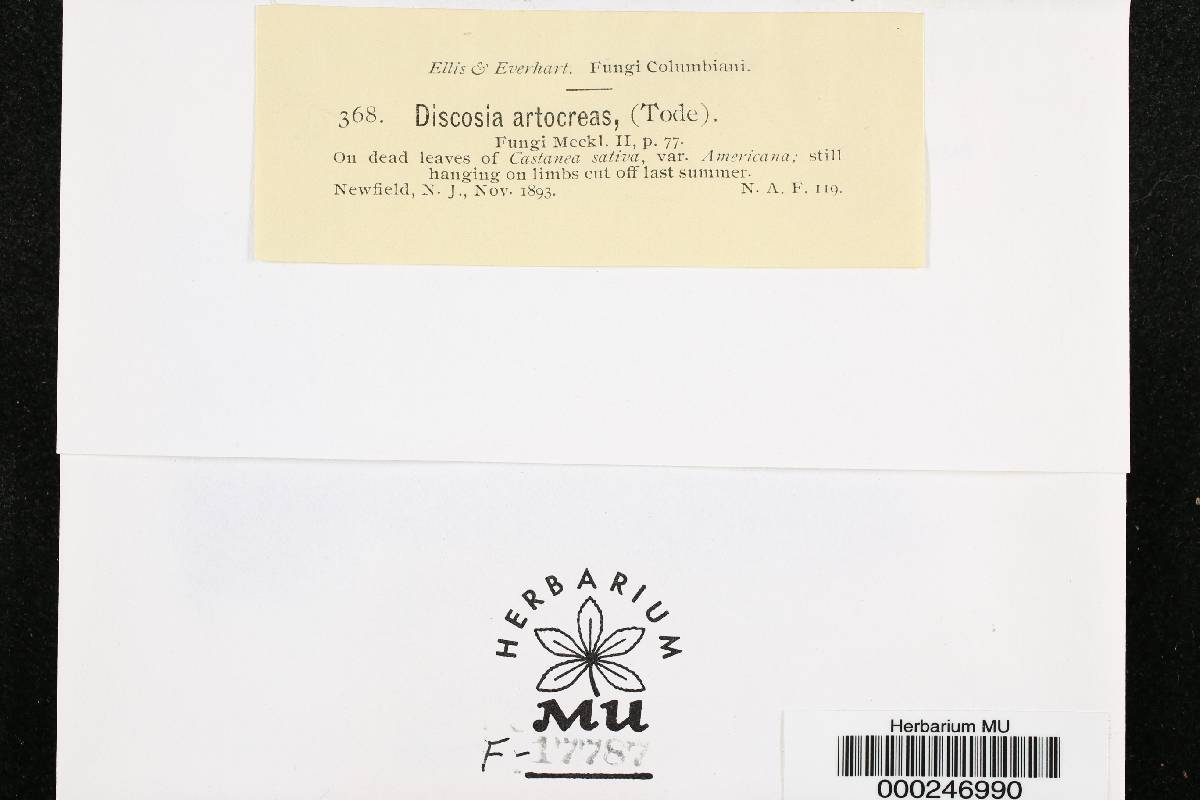 Ellis & Everhart. Fungi Columbiani.
368. Discosia artocreas, (Tode).
Fungi Meckl. II, p. 77.
On dead leaves of Castanea sativa, var. Americana; still
hanging on limbs cut off last summer.
Newfield, N. J., Nov. 1893. N. A. F. 119.
HERBARIUM
MU
F-17787
Herbarium MU
000246990